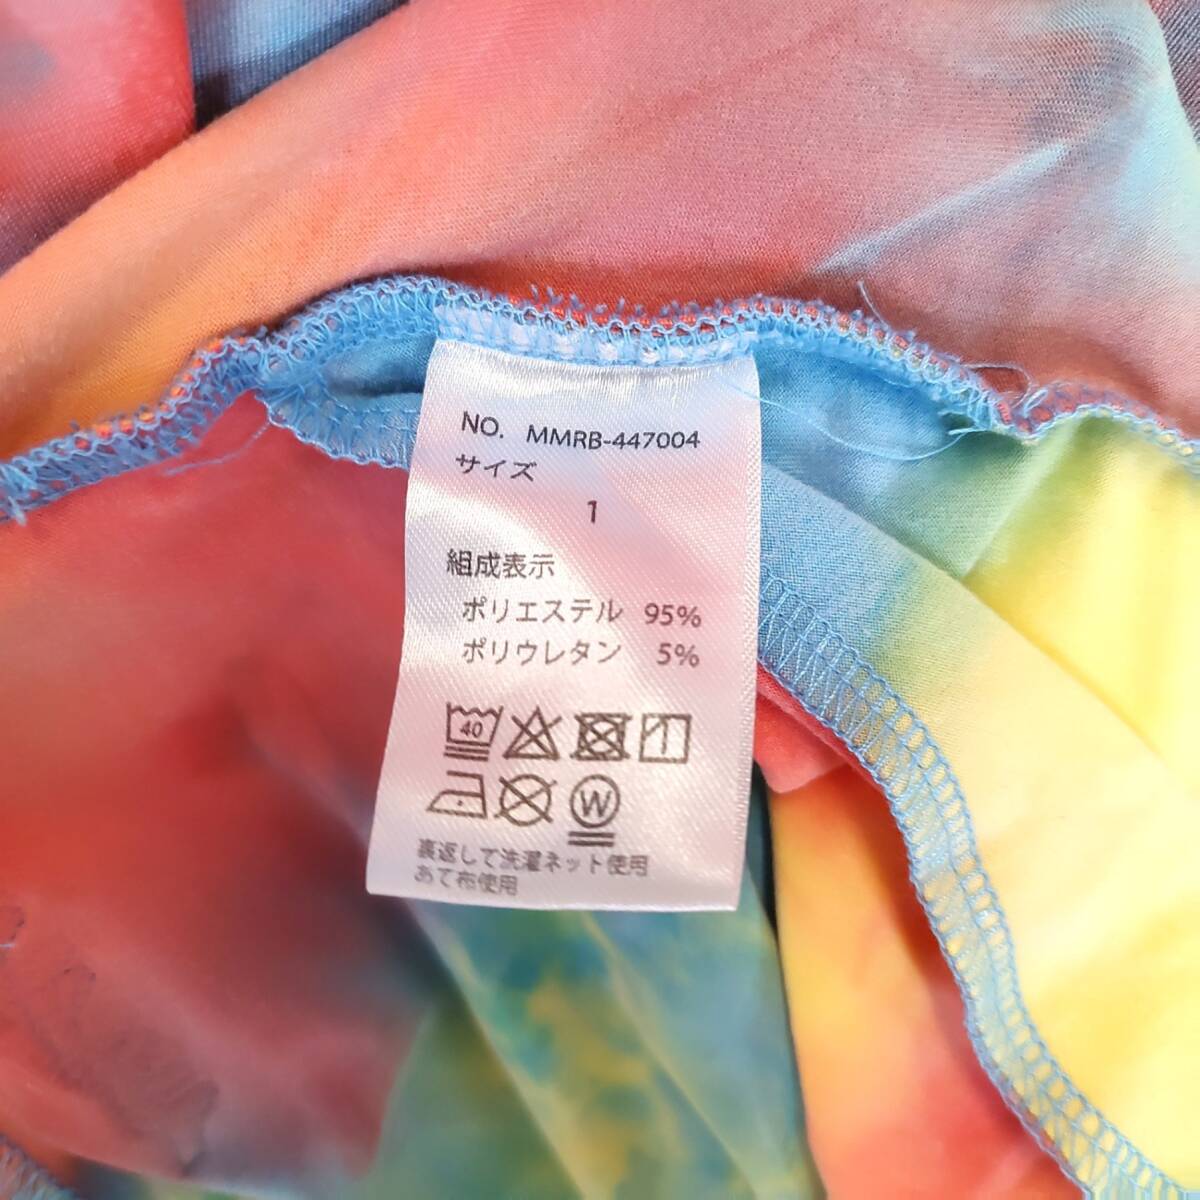 NO. MMRB-447004
サイズ
1
組成表示
ポリエステル 95%
ポリウレタン 5%
40
W
裏返して洗濯ネット使用
あて布使用